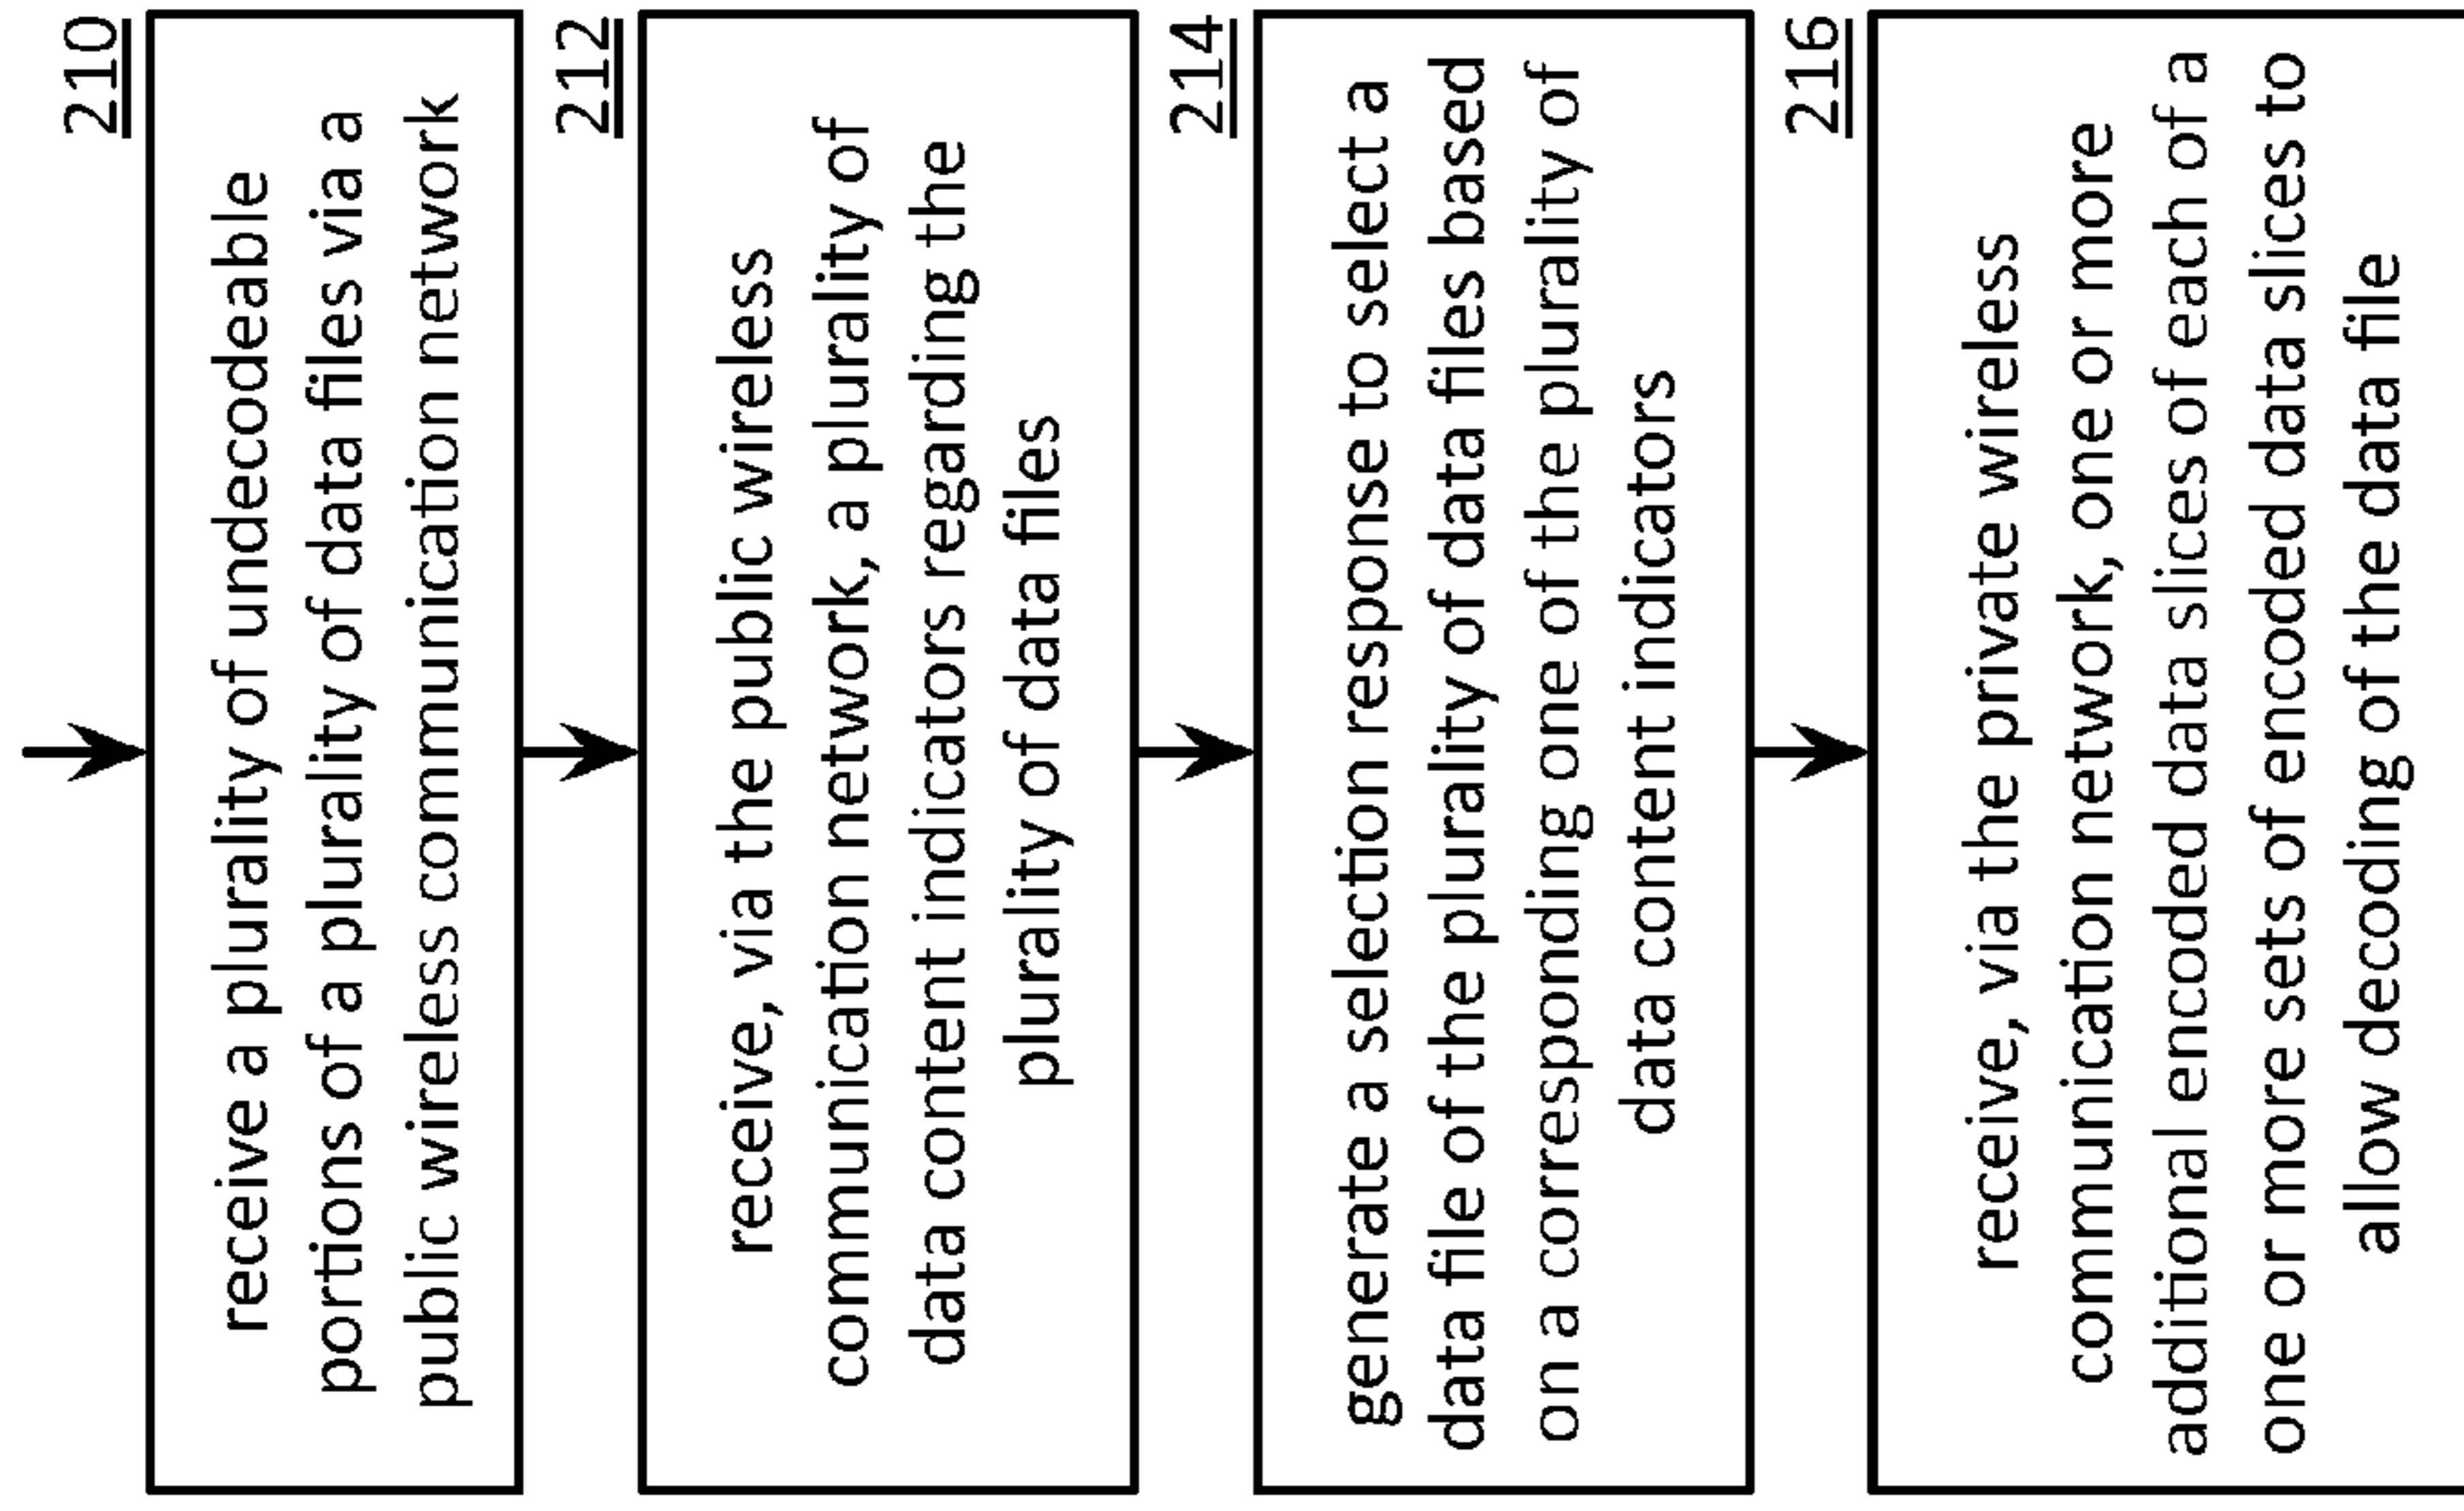 210
receive a plurality of undecodeable
portions of a plurality of data files via a
public wireless communication network
212
receive, via the public wireless
communication network, a plurality of
data content indicators regarding the
plurality of data files
214
generate a selection response to select a
data file of the plurality of data files based
on a corresponding one of the plurality of
data content indicators
216
receive, via the private wireless
communication network, one or more
additional encoded data slices of each of a
one or more sets of encoded data slices to
allow decoding of the data file